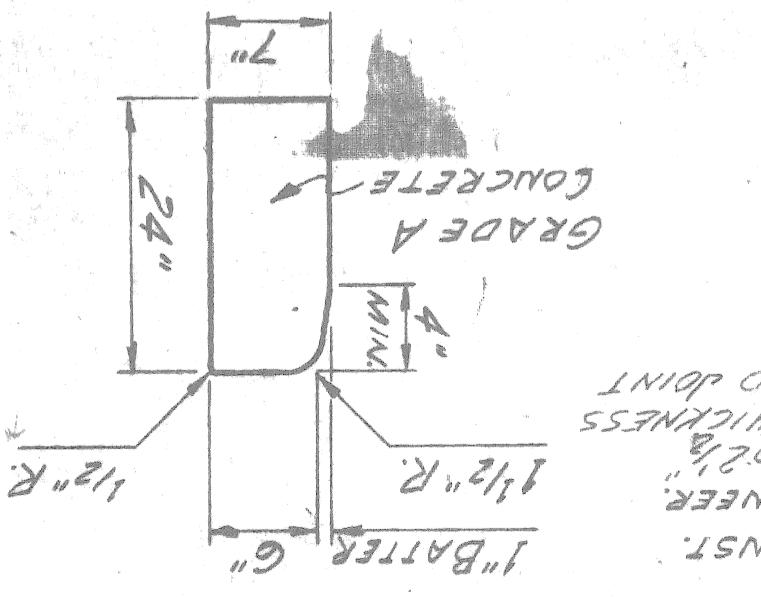 1" BATTER
6"
1 1/2" R.
1/2" R.
4"
MIN.
24"
GRADE A
CONCRETE
7"
NST.
NEER.
2 1/2"
HICKNESS
D JOINT